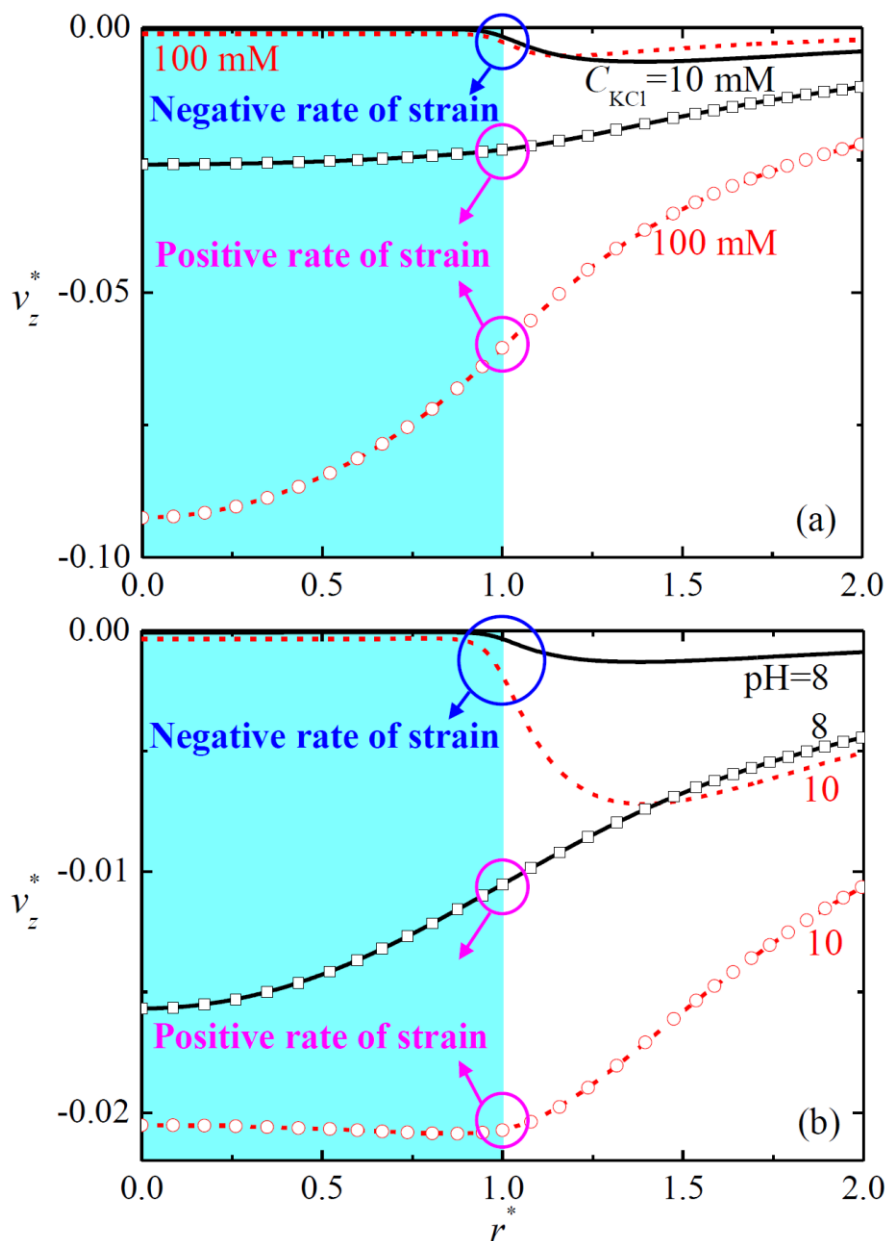 0.00
100 mM
C_KCl=10 mM
Negative rate of strain
Positive rate of strain
100 mM
-0.05
v_z^*
(a)
-0.10
0.0 0.5 1.0 1.5 2.0
0.00
pH=8
Negative rate of strain
8
10
-0.01
v_z^*
10
Positive rate of strain
-0.02
(b)
0.0 0.5 1.0 1.5 2.0
r^*